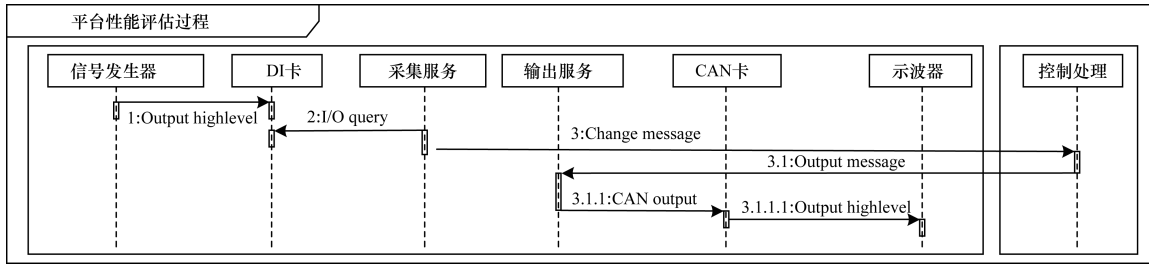 平台性能评估过程
信号发生器
DI卡
采集服务
输出服务
CAN卡
示波器
控制处理
1:Output highlevel
2:I/O query
3:Change message
3.1:Output message
3.1.1:CAN output
3.1.1.1:Output highlevel